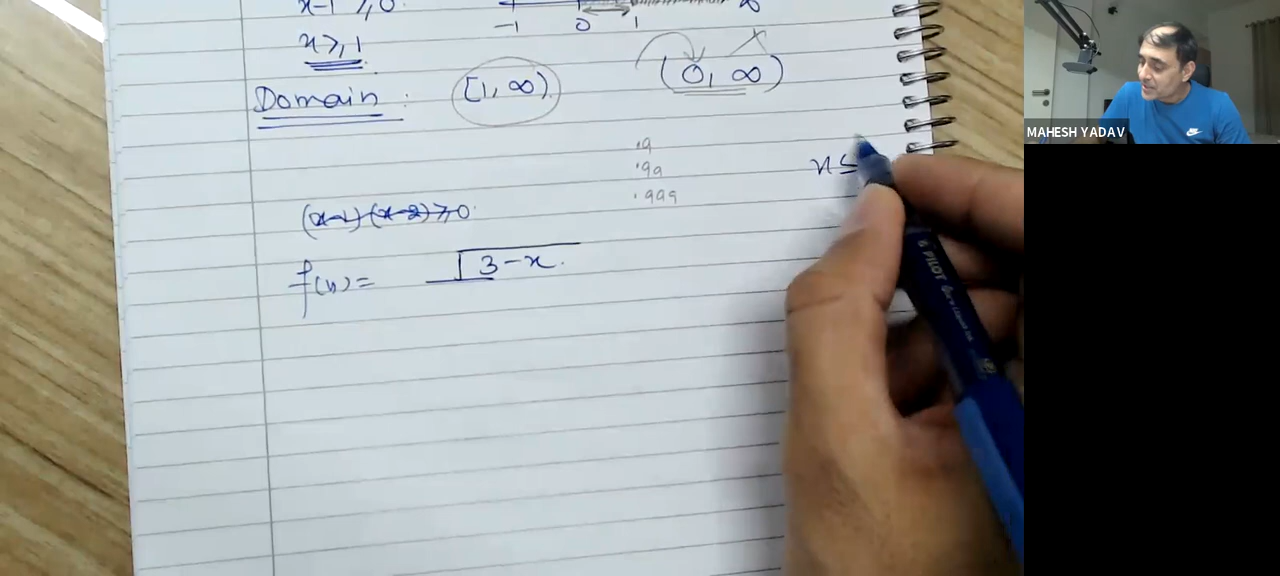 x-1 ≥ 0
-1 0 1 ∞
x ≥ 1
(0, ∞)
Domain : [1, ∞)
MAHESH YADAV
.9
.99
.999
x ≤
(x-1)(x-2) ≥ 0
f(x) = √3-x
PILOT